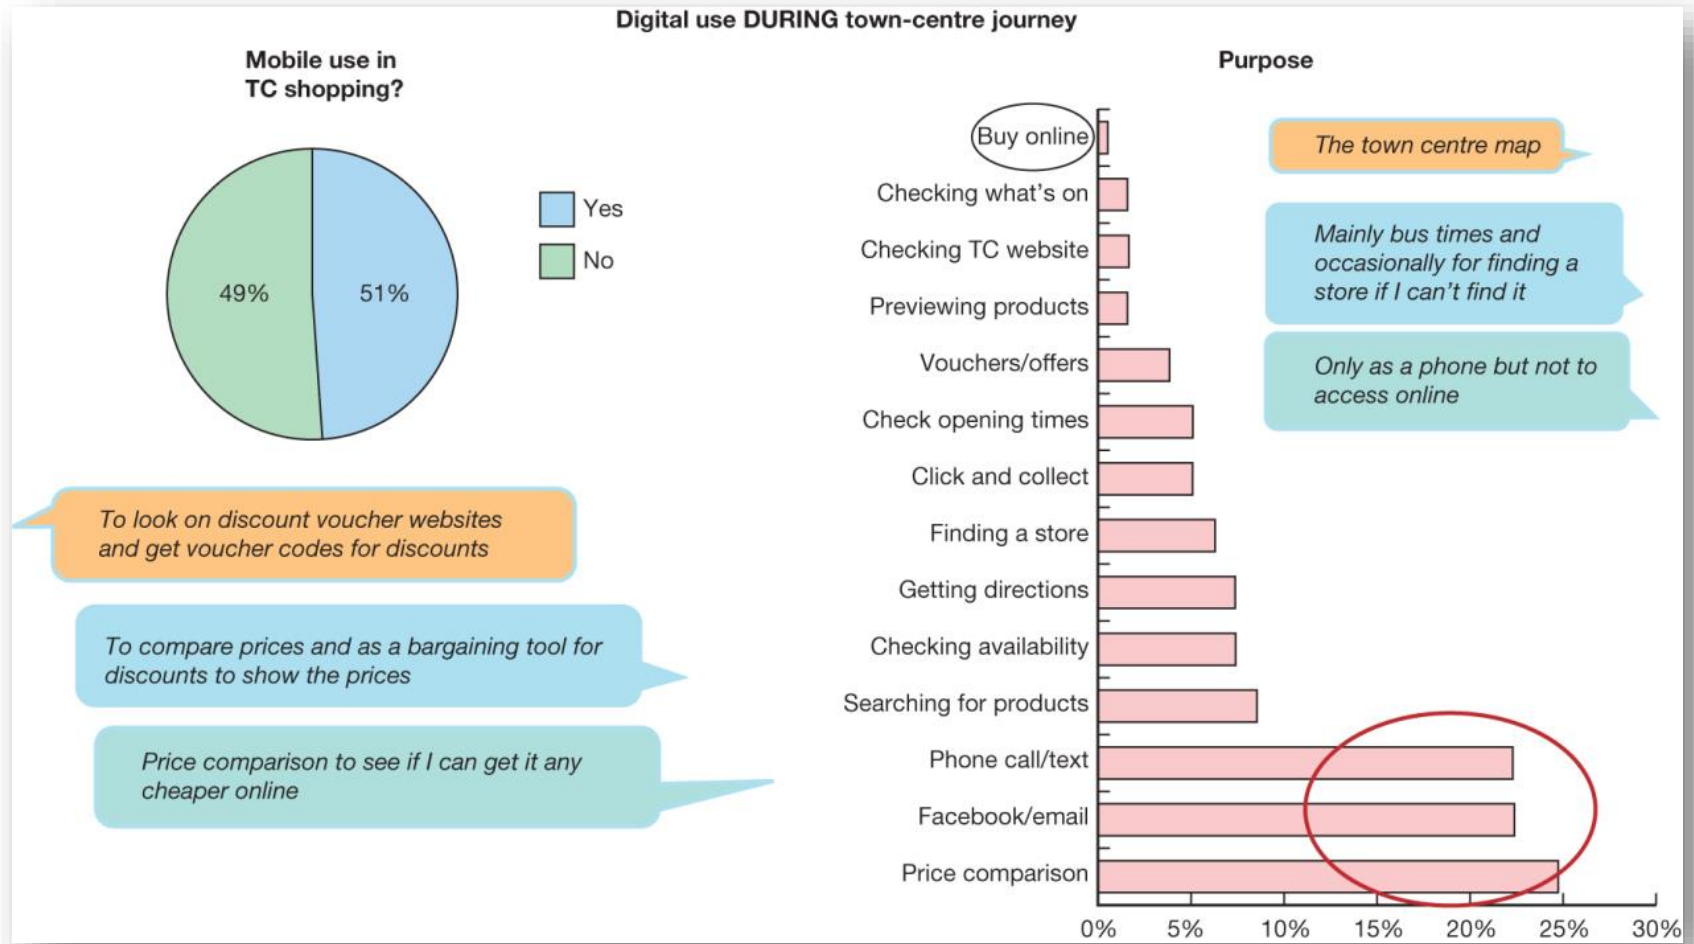 Digital use DURING town-centre journey
Mobile use in
TC shopping?
Yes
No
49%
51%
To look on discount voucher websites
and get voucher codes for discounts
To compare prices and as a bargaining tool for
discounts to show the prices
Price comparison to see if I can get it any
cheaper online
Purpose
Buy online
Checking what's on
Checking TC website
Previewing products
Vouchers/offers
Check opening times
Click and collect
Finding a store
Getting directions
Checking availability
Searching for products
Phone call/text
Facebook/email
Price comparison
0% 5% 10% 15% 20% 25% 30%
The town centre map
Mainly bus times and
occasionally for finding a
store if I can't find it
Only as a phone but not to
access online